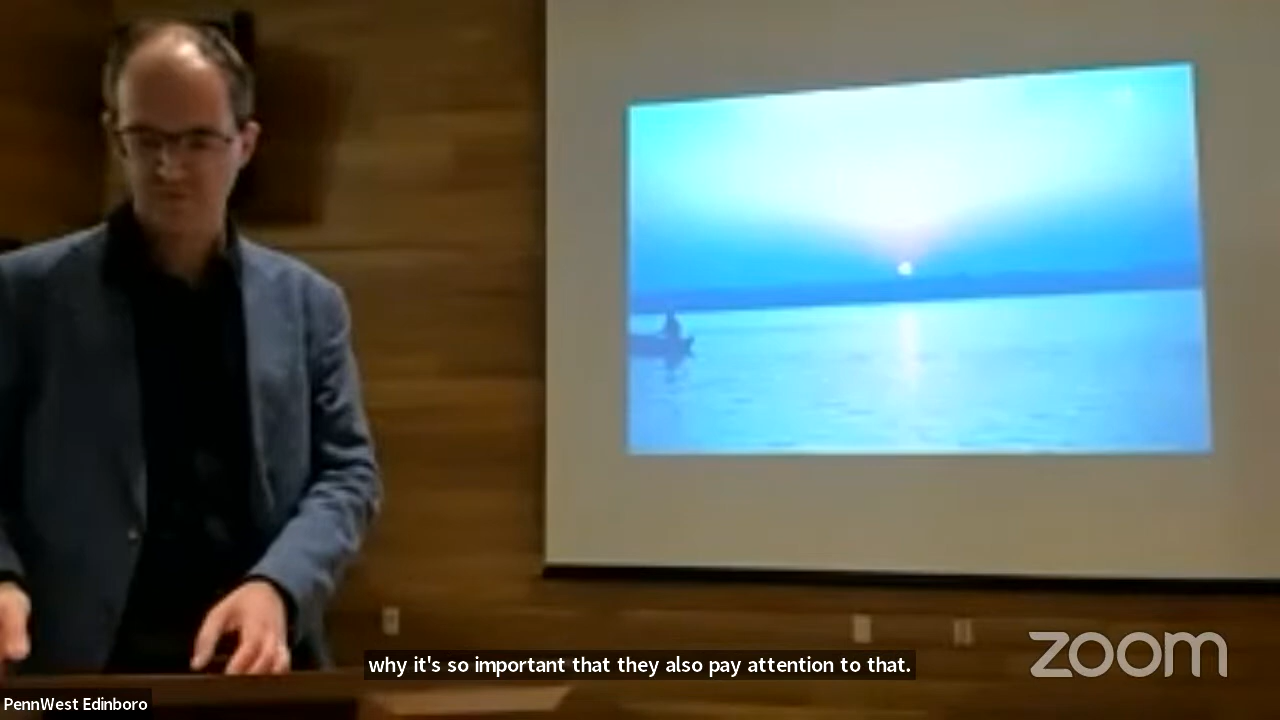 why it's so important that they also pay attention to that.
zoom
PennWest Edinboro